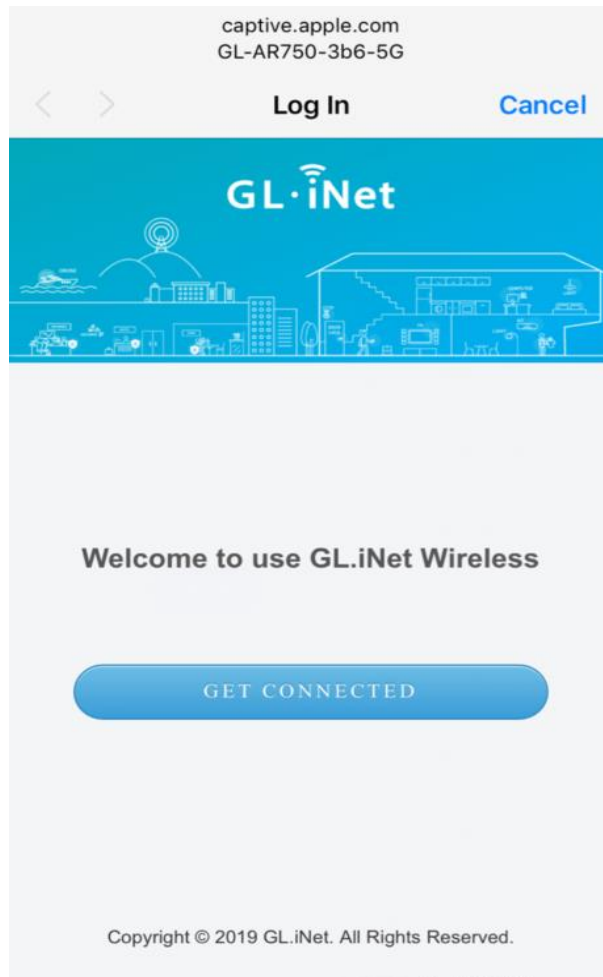 captive.apple.com
GL-AR750-3b6-5G
Log In
Cancel
GL·iNet
Welcome to use GL.iNet Wireless
GET CONNECTED
Copyright © 2019 GL.iNet. All Rights Reserved.